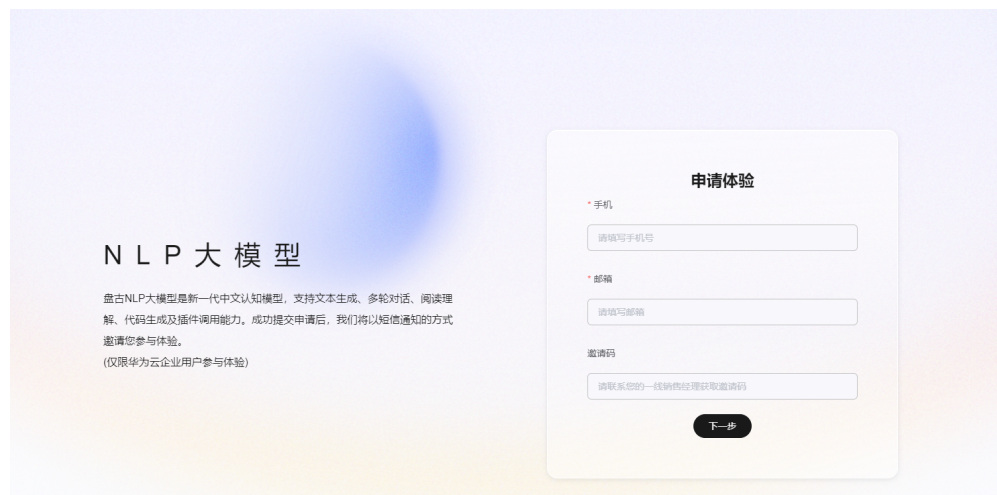 NLP大模型
盘古NLP大模型是新一代中文认知模型，支持文本生成、多轮对话、阅读理
解、代码生成及插件调用能力。成功提交申请后，我们将以短信通知的方式
邀请您参与体验。
(仅限华为云企业用户参与体验)
申请体验
* 手机
请填写手机号
* 邮箱
请填写邮箱
邀请码
请联系您的一线销售经理获取邀请码
下一步